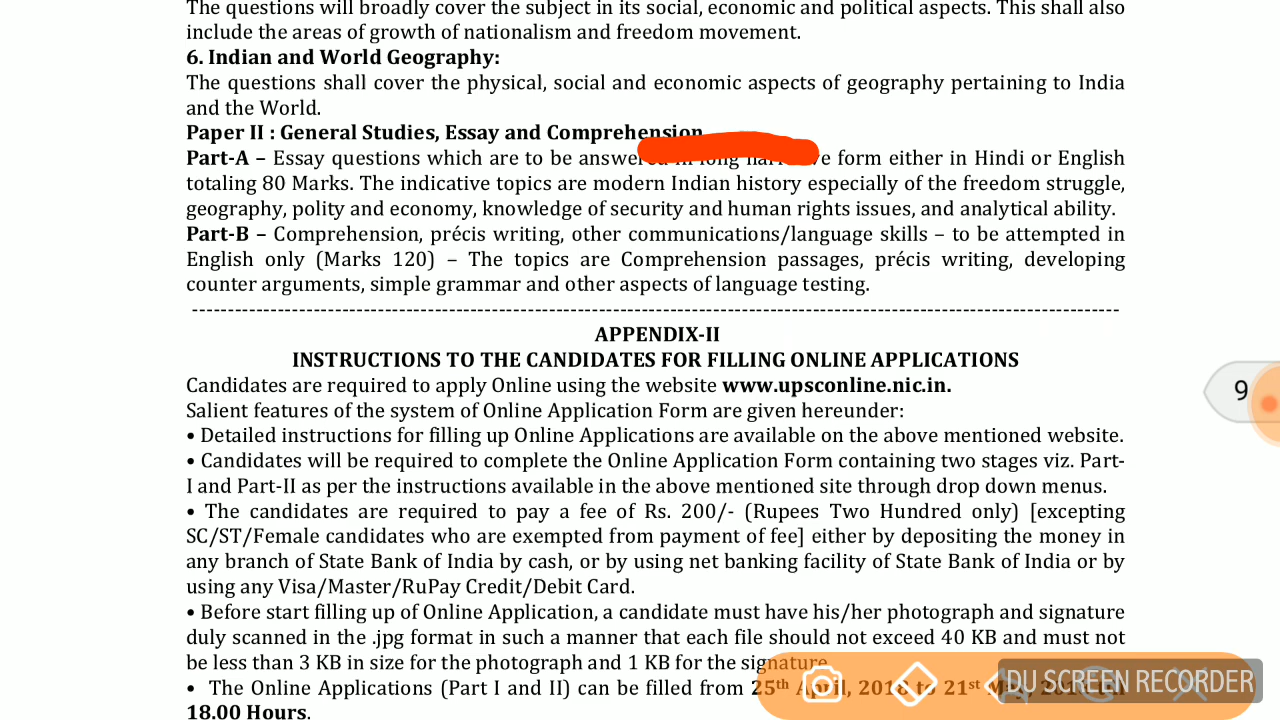 The questions will broadly cover the subject in its social, economic and political aspects. This shall also
include the areas of growth of nationalism and freedom movement.
6. Indian and World Geography:
The questions shall cover the physical, social and economic aspects of geography pertaining to India
and the World.
Paper II : General Studies, Essay and Comprehension
Part-A – Essay questions which are to be answered in long narrative form either in Hindi or English
totaling 80 Marks. The indicative topics are modern Indian history especially of the freedom struggle,
geography, polity and economy, knowledge of security and human rights issues, and analytical ability.
Part-B – Comprehension, précis writing, other communications/language skills – to be attempted in
English only (Marks 120) – The topics are Comprehension passages, précis writing, developing
counter arguments, simple grammar and other aspects of language testing.
APPENDIX-II
INSTRUCTIONS TO THE CANDIDATES FOR FILLING ONLINE APPLICATIONS
Candidates are required to apply Online using the website www.upsconline.nic.in.
Salient features of the system of Online Application Form are given hereunder:
• Detailed instructions for filling up Online Applications are available on the above mentioned website.
• Candidates will be required to complete the Online Application Form containing two stages viz. Part-
I and Part-II as per the instructions available in the above mentioned site through drop down menus.
• The candidates are required to pay a fee of Rs. 200/- (Rupees Two Hundred only) [excepting
SC/ST/Female candidates who are exempted from payment of fee] either by depositing the money in
any branch of State Bank of India by cash, or by using net banking facility of State Bank of India or by
using any Visa/Master/RuPay Credit/Debit Card.
• Before start filling up of Online Application, a candidate must have his/her photograph and signature
duly scanned in the .jpg format in such a manner that each file should not exceed 40 KB and must not
be less than 3 KB in size for the photograph and 1 KB for the signature.
• The Online Applications (Part I and II) can be filled from 25th April, 2018 to 21st
18.00 Hours.
9
DU SCREEN RECORDER